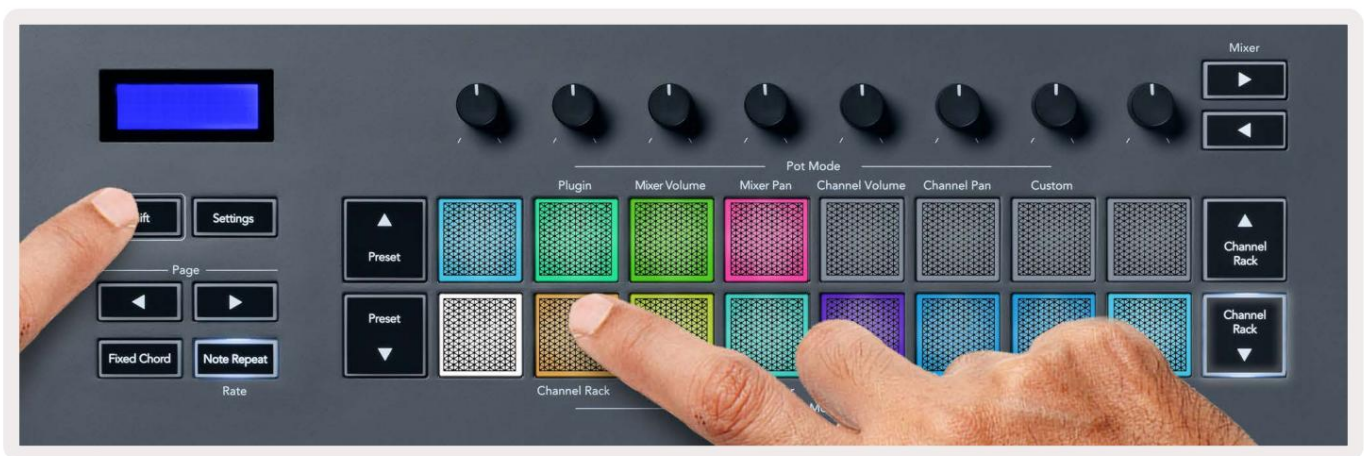 Mixer
Pot Mode
Plugin Mixer Volume Mixer Pan Channel Volume Channel Pan Custom
Settings
Preset
Channel
Rack
Page
Preset
Channel
Rack
Fixed Chord Note Repeat
Rate
Channel Rack